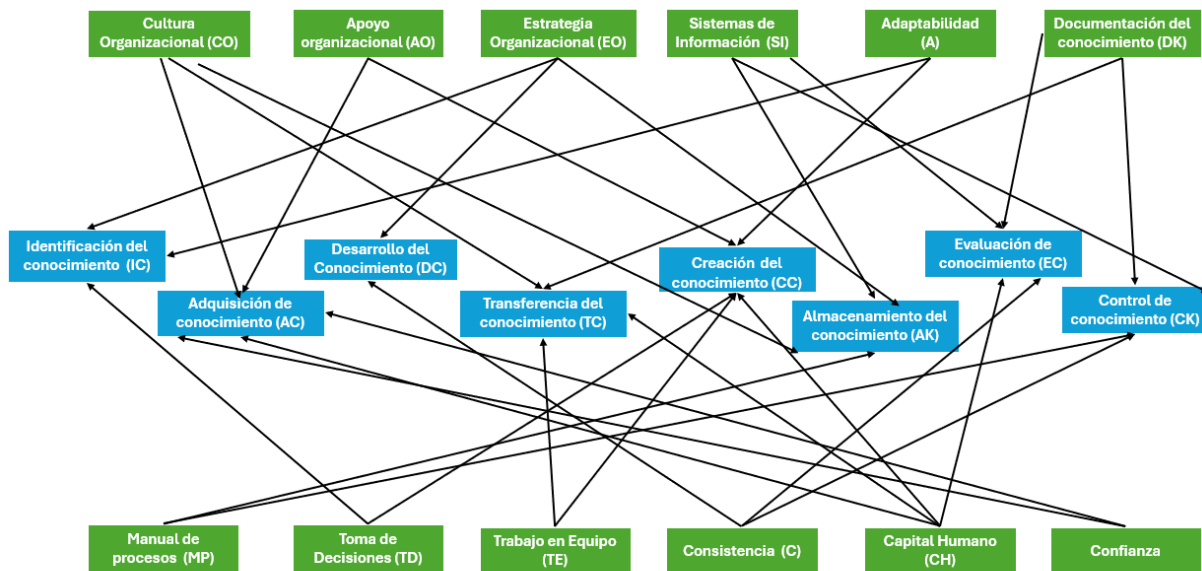 Cultura
Organizacional (CO)
Apoyo
organizacional (AO)
Estrategia
Organizacional (EO)
Sistemas de
Información (SI)
Adaptabilidad
(A)
Documentación del
conocimiento (DK)
Identificación del
conocimiento (IC)
Desarrollo del
Conocimiento (DC)
Creación del
conocimiento (CC)
Evaluación de
conocimiento (EC)
Adquisición de
conocimiento (AC)
Transferencia del
conocimiento (TC)
Almacenamiento del
conocimiento (AK)
Control de
conocimiento (CK)
Manual de
procesos (MP)
Toma de
Decisiones (TD)
Trabajo en Equipo
(TE)
Consistencia (C)
Capital Humano
(CH)
Confianza